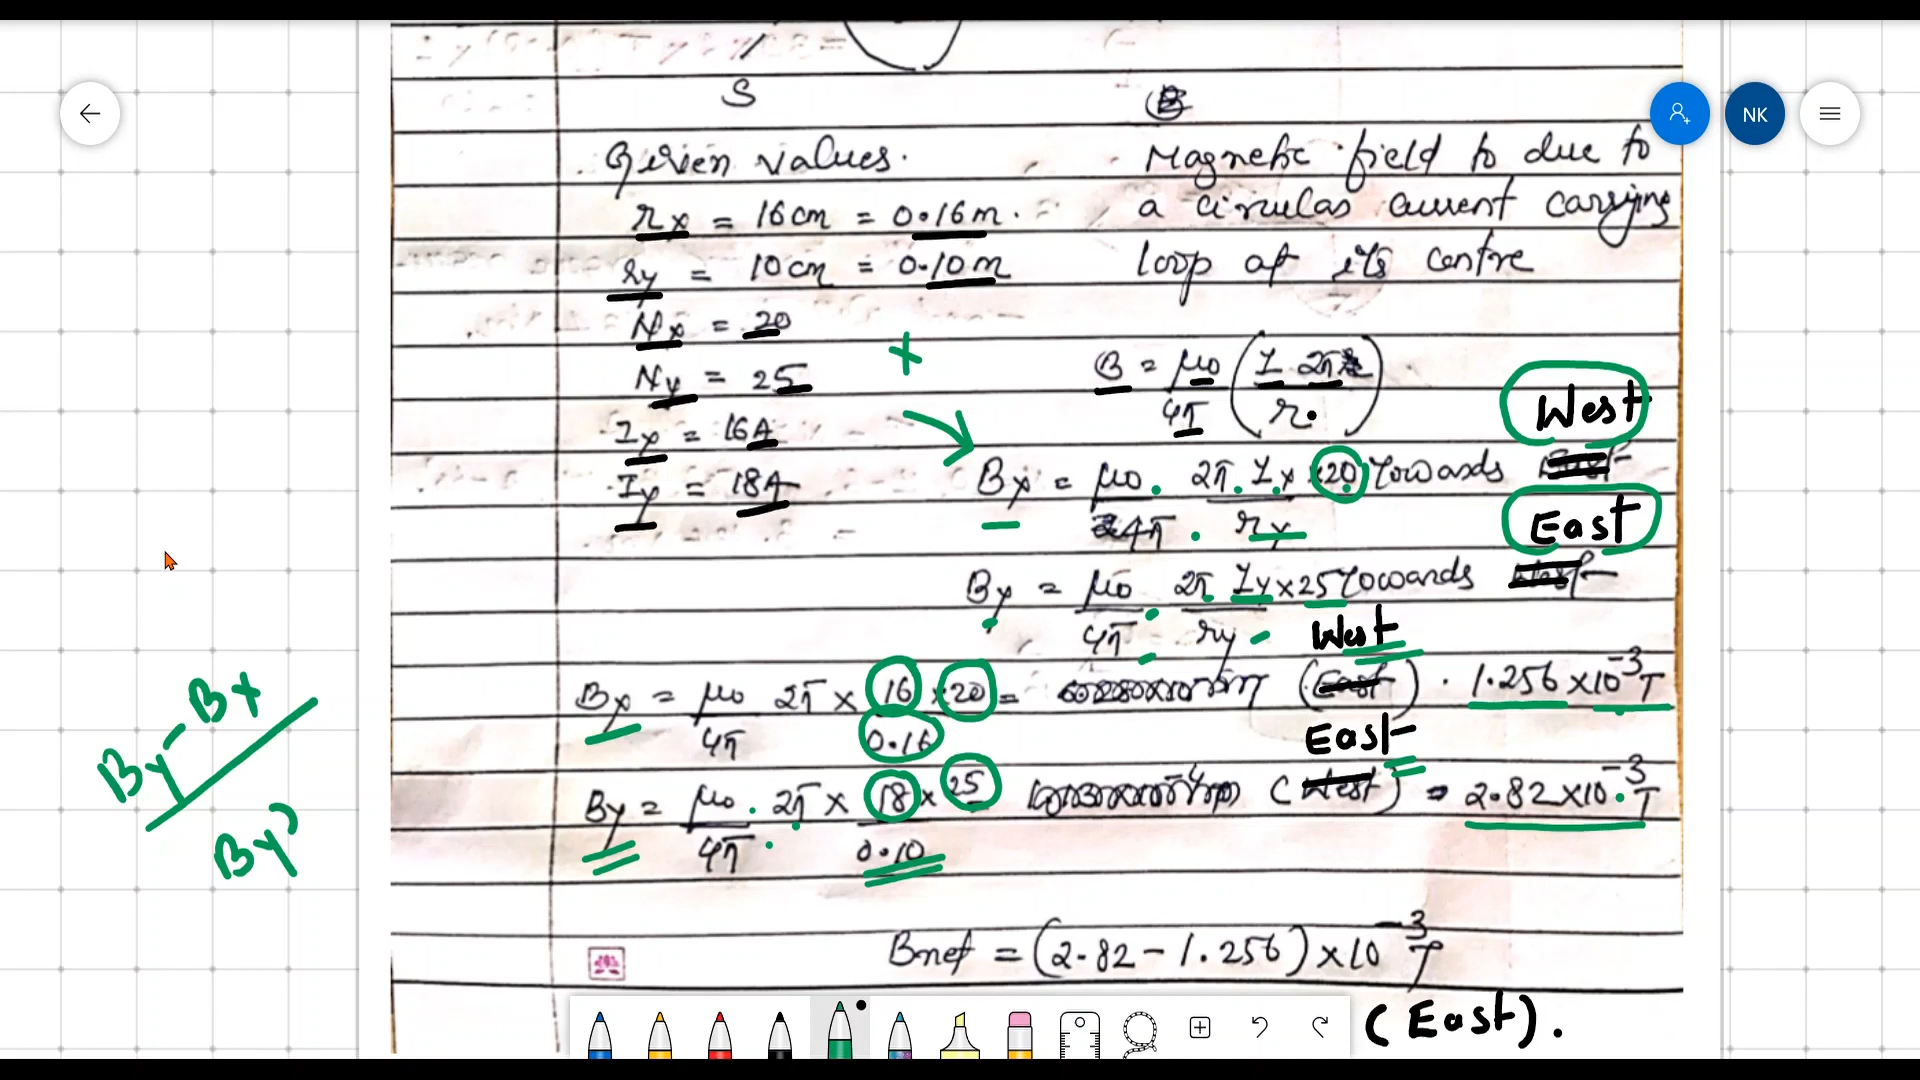 S
NK
Given values.
rx = 16cm = 0.16m.
ry = 10cm = 0.10m
Nx = 20
Ny = 25
Ix = 16A
Iy = 18A
Magnetic field to due to
a cirulas current carrying
loop at its centre
B = μo/4π (I 2π/r)
West
Bx = μo/4π 2π Ix × 20/rx Towards
East
By = μo/4π 2π Iy × 25/ry Towards
West
Bx = μo/4π 2π × 16 × 20/0.16 = ( ) . 1.256 × 10⁻³ T
East
By = μo/4π . 2π × 18 × 25/0.10 ( ) = 2.82 × 10⁻³ T
Bnet = (2.82 - 1.256) × 10⁻³ T
(East).
By - Bx
By